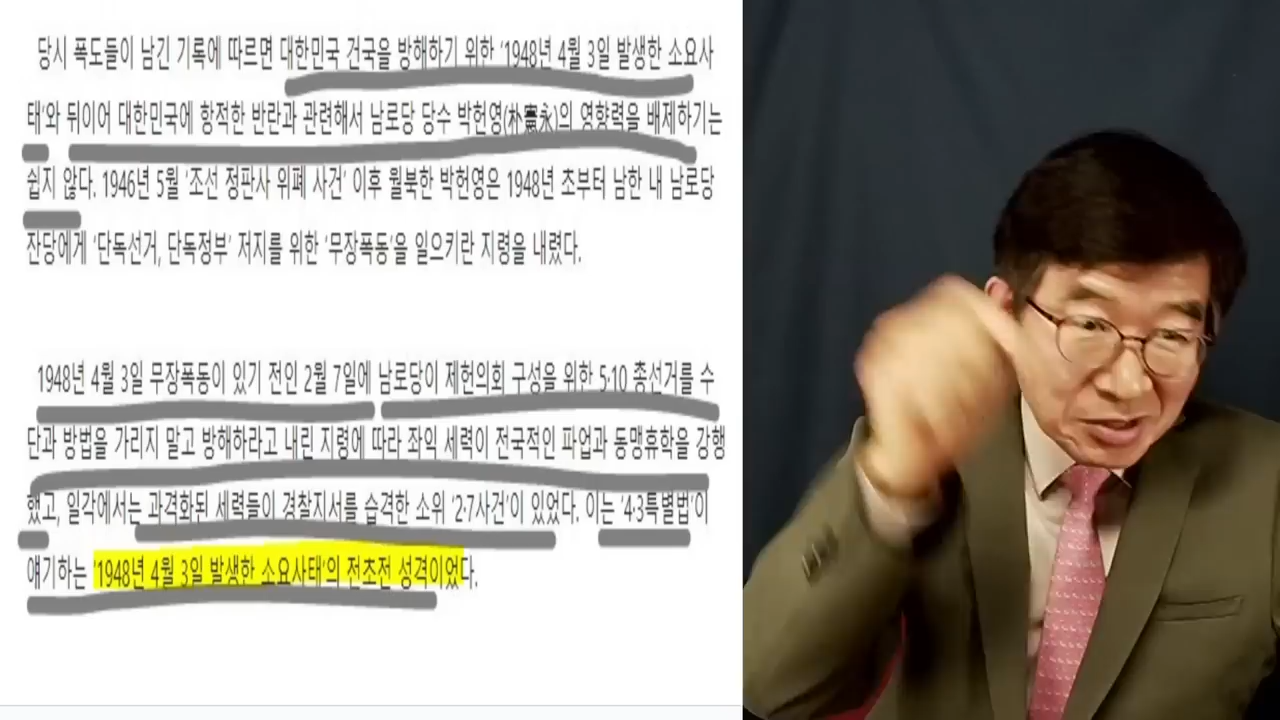 당시 폭도들이 남긴 기록에 따르면 대한민국 건국을 방해하기 위한 '1948년 4월 3일 발생한 소요사
태'와 뒤이어 대한민국에 항적한 반란과 관련해서 남로당 당수 박헌영(朴憲永)의 영향력을 배제하기는
쉽지 않다. 1946년 5월 '조선 정판사 위폐 사건' 이후 월북한 박헌영은 1948년 초부터 남한 내 남로당
잔당에게 '단독선거, 단독정부' 저지를 위한 '무장폭동'을 일으키란 지령을 내렸다.
1948년 4월 3일 무장폭동이 있기 전인 2월 7일에 남로당이 제헌의회 구성을 위한 5·10 총선거를 수
단과 방법을 가리지 말고 방해하라고 내린 지령에 따라 좌익 세력이 전국적인 파업과 동맹휴학을 강행
했고, 일각에서는 과격화된 세력들이 경찰지서를 습격한 소위 '2·7사건'이 있었다. 이는 '4·3특별법'이
얘기하는 '1948년 4월 3일 발생한 소요사태'의 전초전 성격이었다.